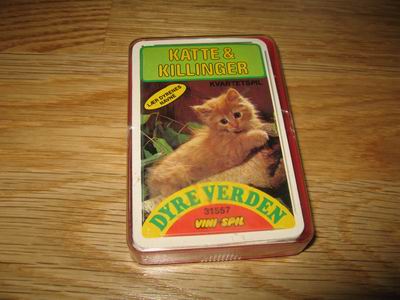 KATTE &
KILLINGER
KVARTETSPIL
LÆR DYRENES
NAVNE
DYRE VERDEN
31557
VINI SPIL